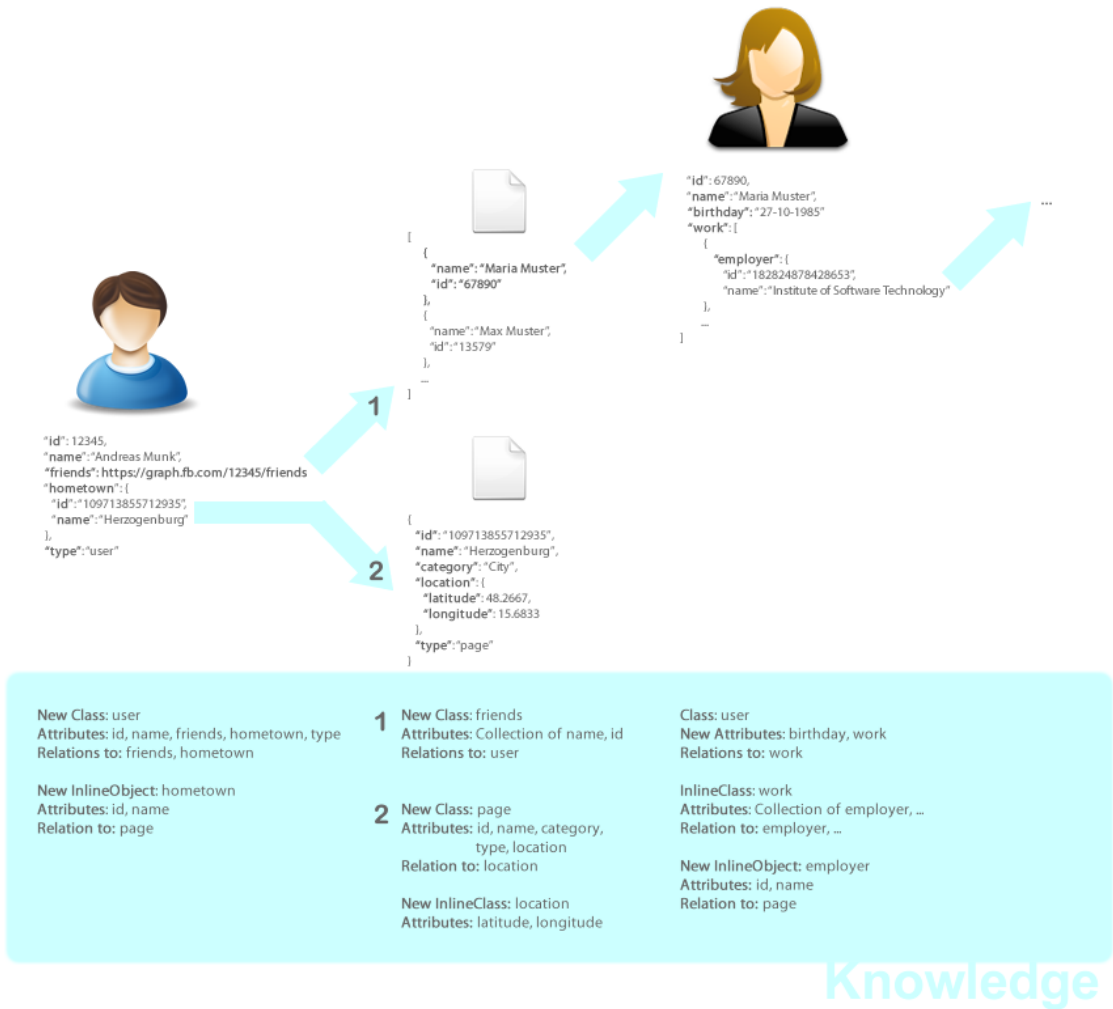 "id": 12345,
"name":"Andreas Munk",
"friends": https://graph.fb.com/12345/friends
"hometown": {
"id":"109713855712935",
"name":"Herzogenburg"
},
"type":"user"
1
[
{
"name":"Maria Muster",
"id":"67890"
},
{
"name":"Max Muster",
"id":"13579"
},
...
]
2
{
"id":"109713855712935",
"name":"Herzogenburg",
"category":"City",
"location": {
"latitude": 48.2667,
"longitude": 15.6833
},
"type":"page"
}
"id": 67890,
"name":"Maria Muster",
"birthday":"27-10-1985"
"work": [
{
"employer": {
"id":"182824878428653",
"name":"Institute of Software Technology"
},
...
]
...
New Class: user
Attributes: id, name, friends, hometown, type
Relations to: friends, hometown
New InlineObject: hometown
Attributes: id, name
Relation to: page
1
New Class: friends
Attributes: Collection of name, id
Relations to: user
2
New Class: page
Attributes: id, name, category,
type, location
Relation to: location
New InlineClass: location
Attributes: latitude, longitude
Class: user
New Attributes: birthday, work
Relations to: work
InlineClass: work
Attributes: Collection of employer, ...
Relation to: employer, ...
New InlineObject: employer
Attributes: id, name
Relation to: page
Knowledge